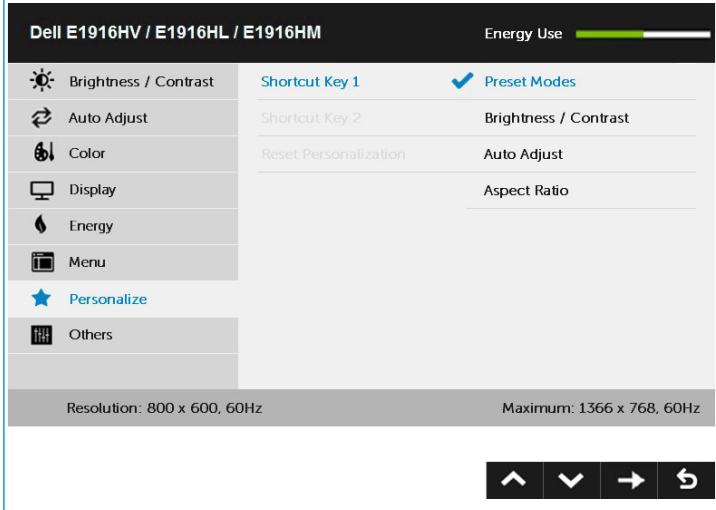 Dell E1916HV / E1916HL / E1916HM Energy Use
Brightness / Contrast Shortcut Key 1 Preset Modes
Auto Adjust Shortcut Key 2 Brightness / Contrast
Color Reset Personalization Auto Adjust
Display Aspect Ratio
Energy
Menu
Personalize
Others
Resolution: 800 x 600, 60Hz Maximum: 1366 x 768, 60Hz